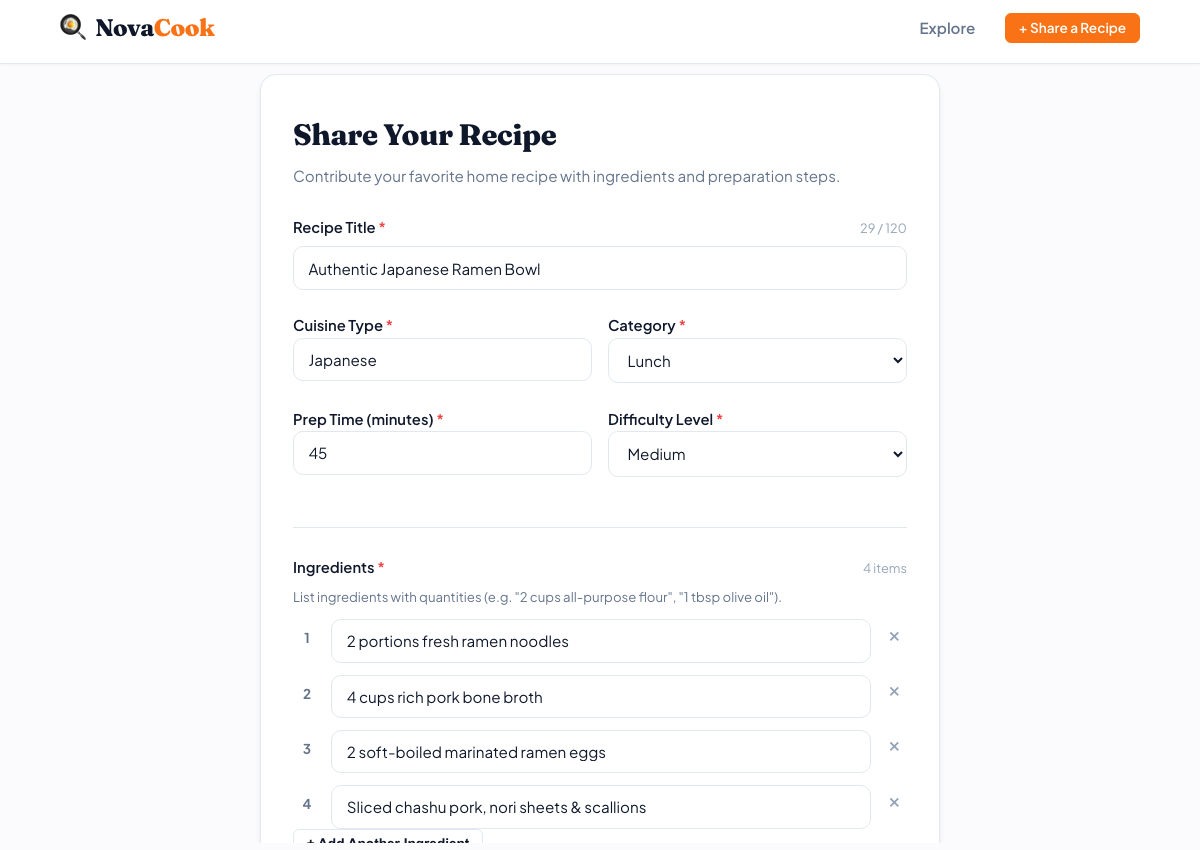 NovaCook
Explore
+ Share a Recipe
Share Your Recipe
Contribute your favorite home recipe with ingredients and preparation steps.
Recipe Title *
29 / 120
Authentic Japanese Ramen Bowl
Cuisine Type *
Category *
Japanese
Lunch
Prep Time (minutes) *
Difficulty Level *
45
Medium
Ingredients *
4 items
List ingredients with quantities (e.g. "2 cups all-purpose flour", "1 tbsp olive oil").
1
2 portions fresh ramen noodles
×
2
4 cups rich pork bone broth
×
3
2 soft-boiled marinated ramen eggs
×
4
Sliced chashu pork, nori sheets & scallions
×
+ Add Another Ingredient